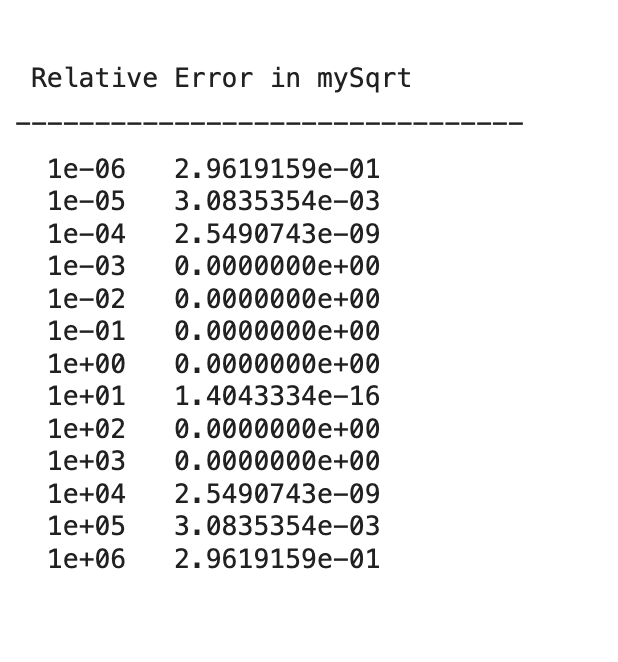 Relative Error in mySqrt
--------------------------------
1e-06 2.9619159e-01
1e-05 3.0835354e-03
1e-04 2.5490743e-09
1e-03 0.0000000e+00
1e-02 0.0000000e+00
1e-01 0.0000000e+00
1e+00 0.0000000e+00
1e+01 1.4043334e-16
1e+02 0.0000000e+00
1e+03 0.0000000e+00
1e+04 2.5490743e-09
1e+05 3.0835354e-03
1e+06 2.9619159e-01